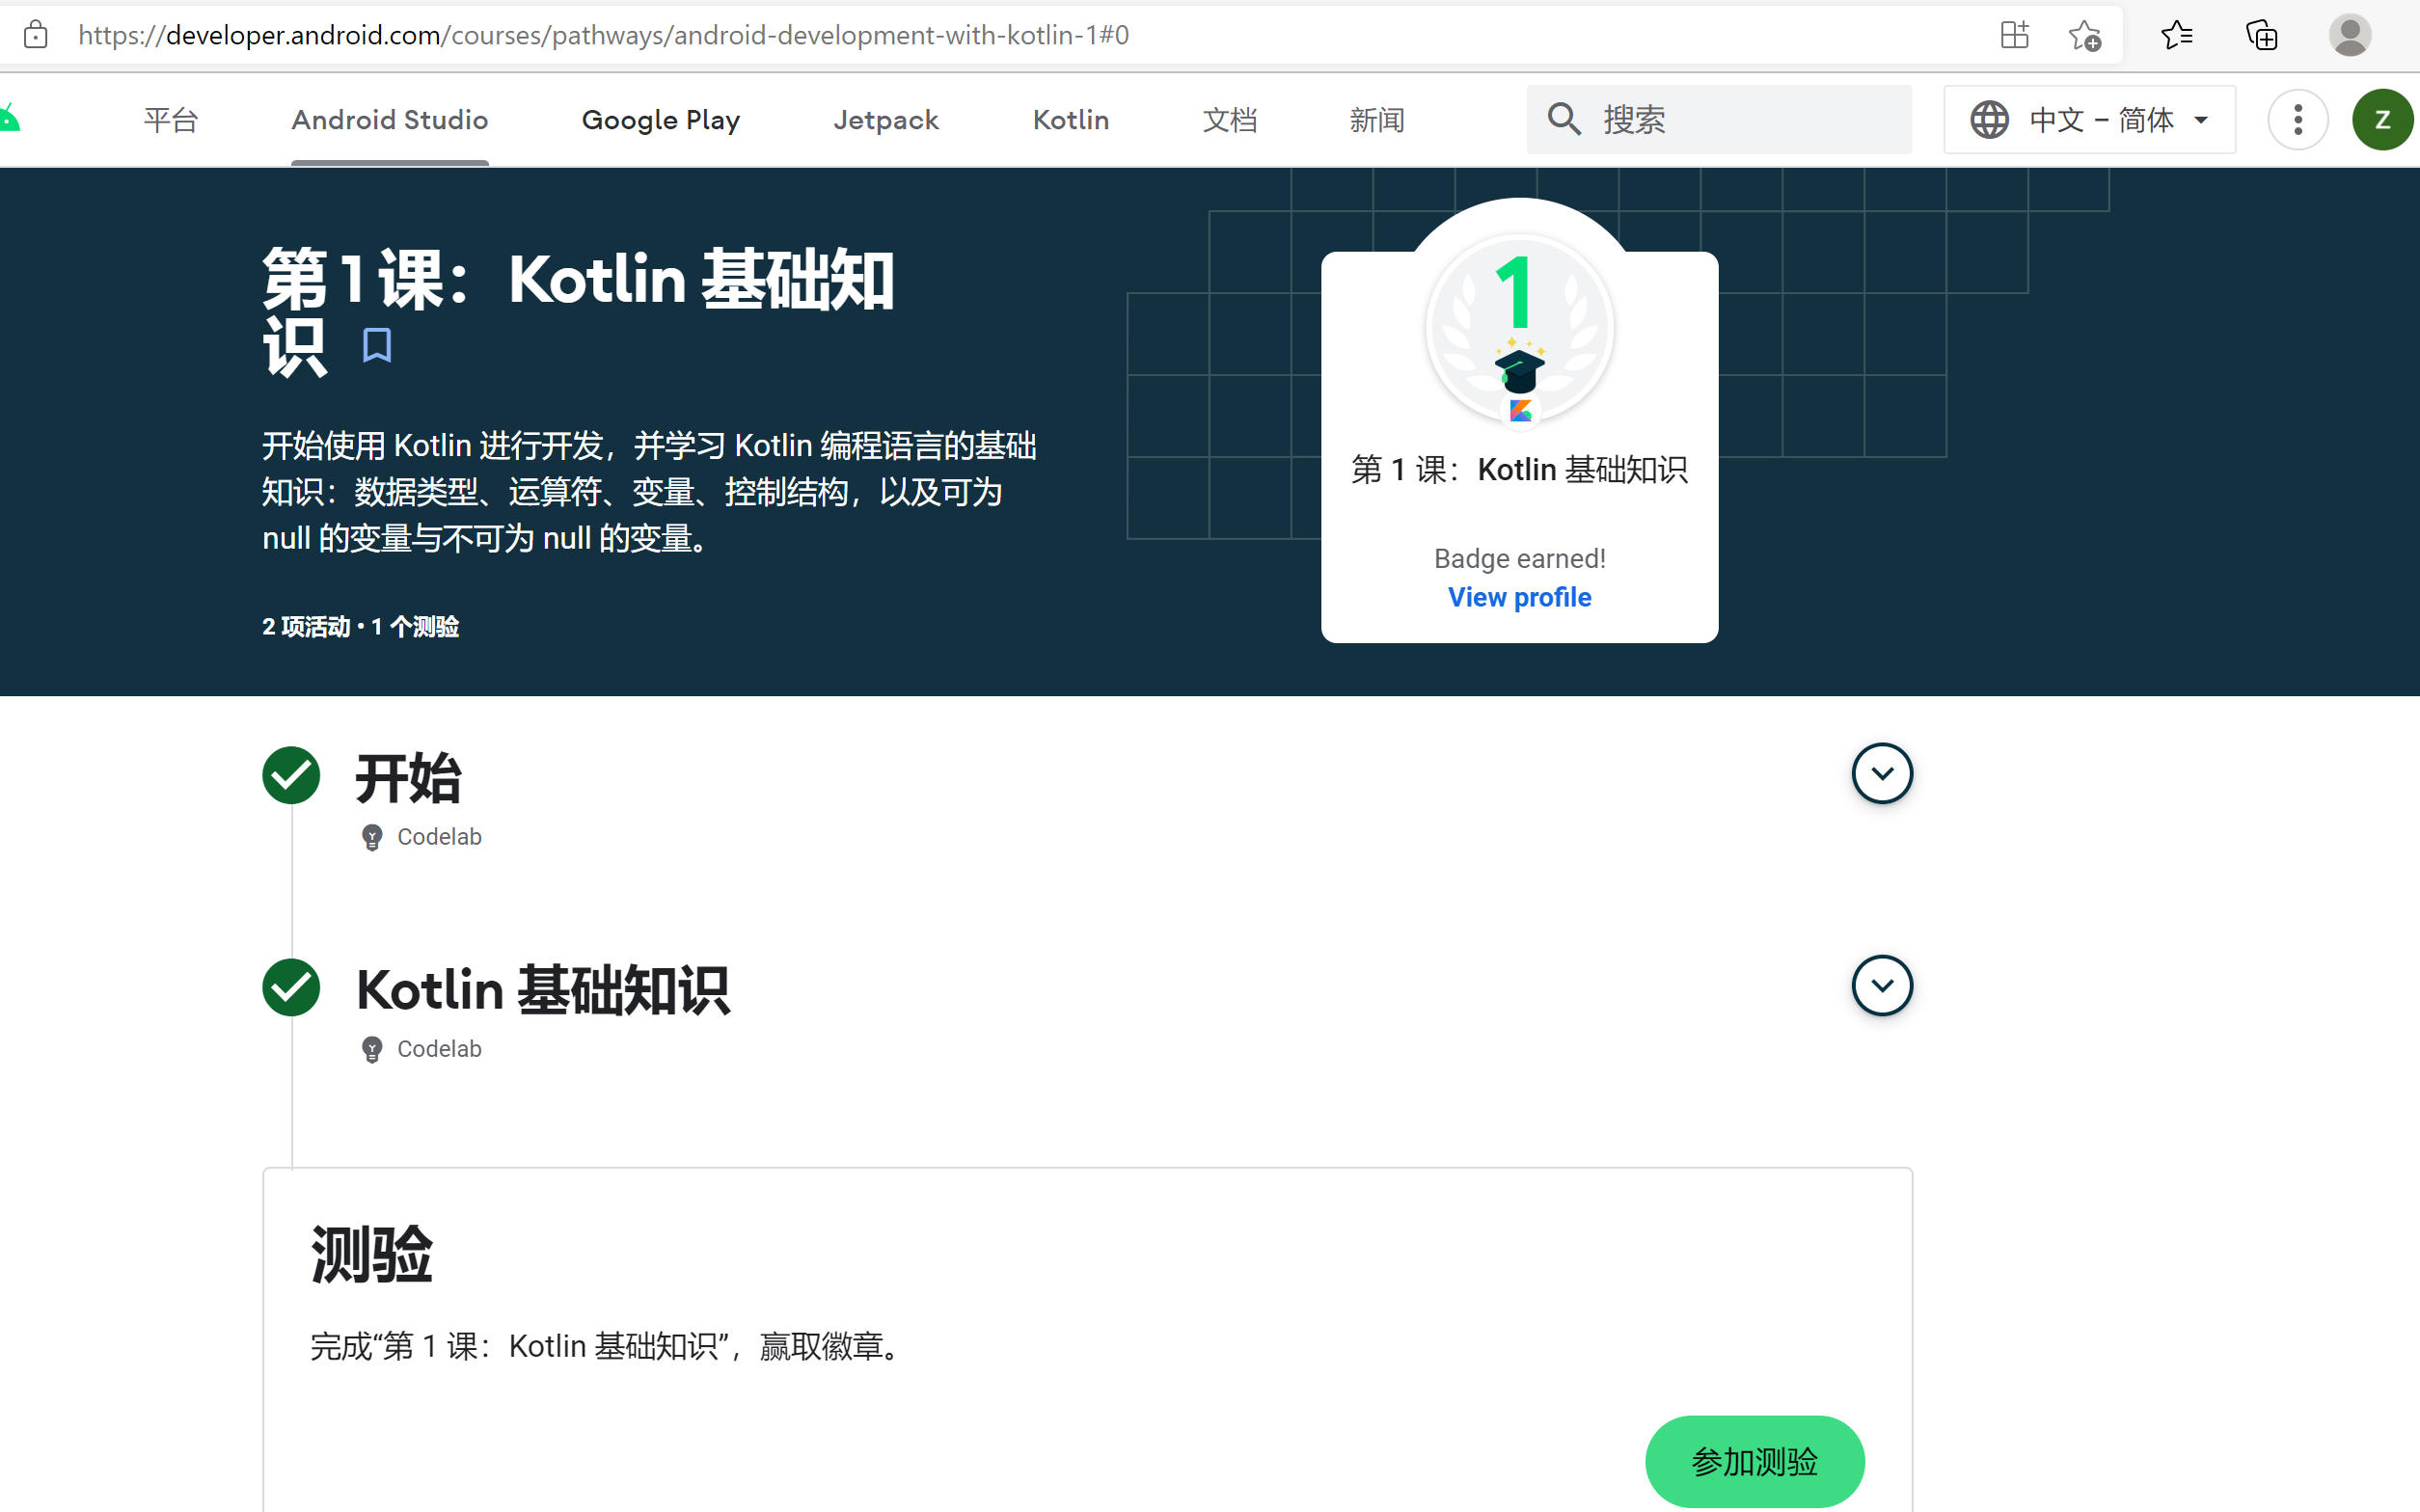 https://developer.android.com/courses/pathways/android-development-with-kotlin-1#0
平台 Android Studio Google Play Jetpack Kotlin 文档 新闻 搜索 中文 – 简体 Z
第 1 课：Kotlin 基础知
识
开始使用 Kotlin 进行开发，并学习 Kotlin 编程语言的基础
知识：数据类型、运算符、变量、控制结构，以及可为
null 的变量与不可为 null 的变量。
2 项活动 • 1 个测验
1
第 1 课：Kotlin 基础知识
Badge earned!
View profile
开始
Codelab
Kotlin 基础知识
Codelab
测验
完成“第 1 课：Kotlin 基础知识”，赢取徽章。
参加测验